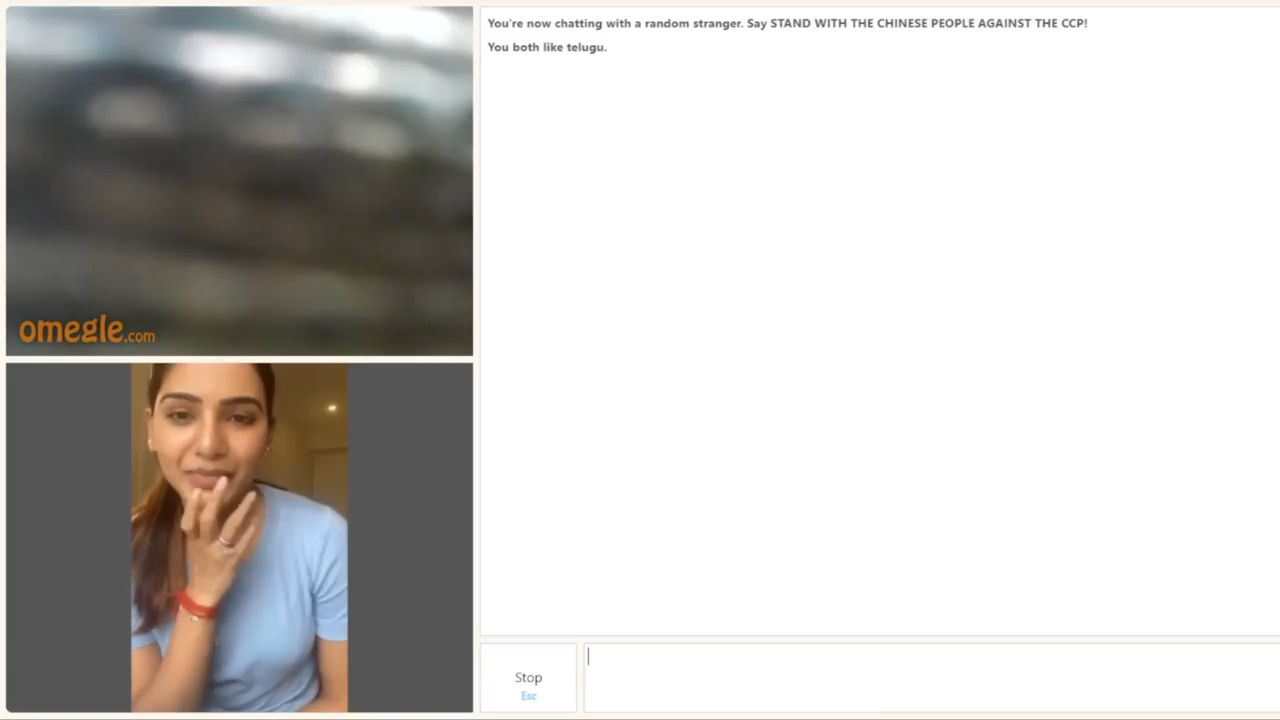 You're now chatting with a random stranger. Say STAND WITH THE CHINESE PEOPLE AGAINST THE CCP!
You both like telugu.
omegle.com
Stop
Esc